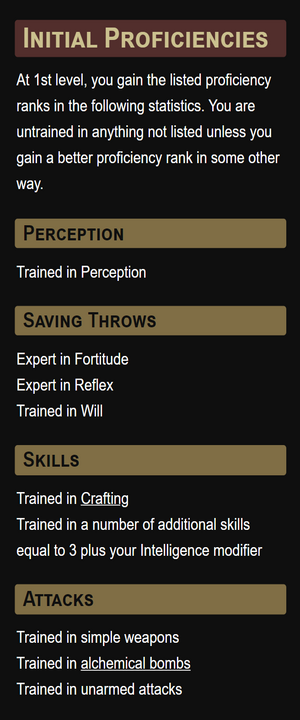 Initial Proficiencies
At 1st level, you gain the listed proficiency
ranks in the following statistics. You are
untrained in anything not listed unless you
gain a better proficiency rank in some other
way.
Perception
Trained in Perception
Saving Throws
Expert in Fortitude
Expert in Reflex
Trained in Will
Skills
Trained in Crafting
Trained in a number of additional skills
equal to 3 plus your Intelligence modifier
Attacks
Trained in simple weapons
Trained in alchemical bombs
Trained in unarmed attacks